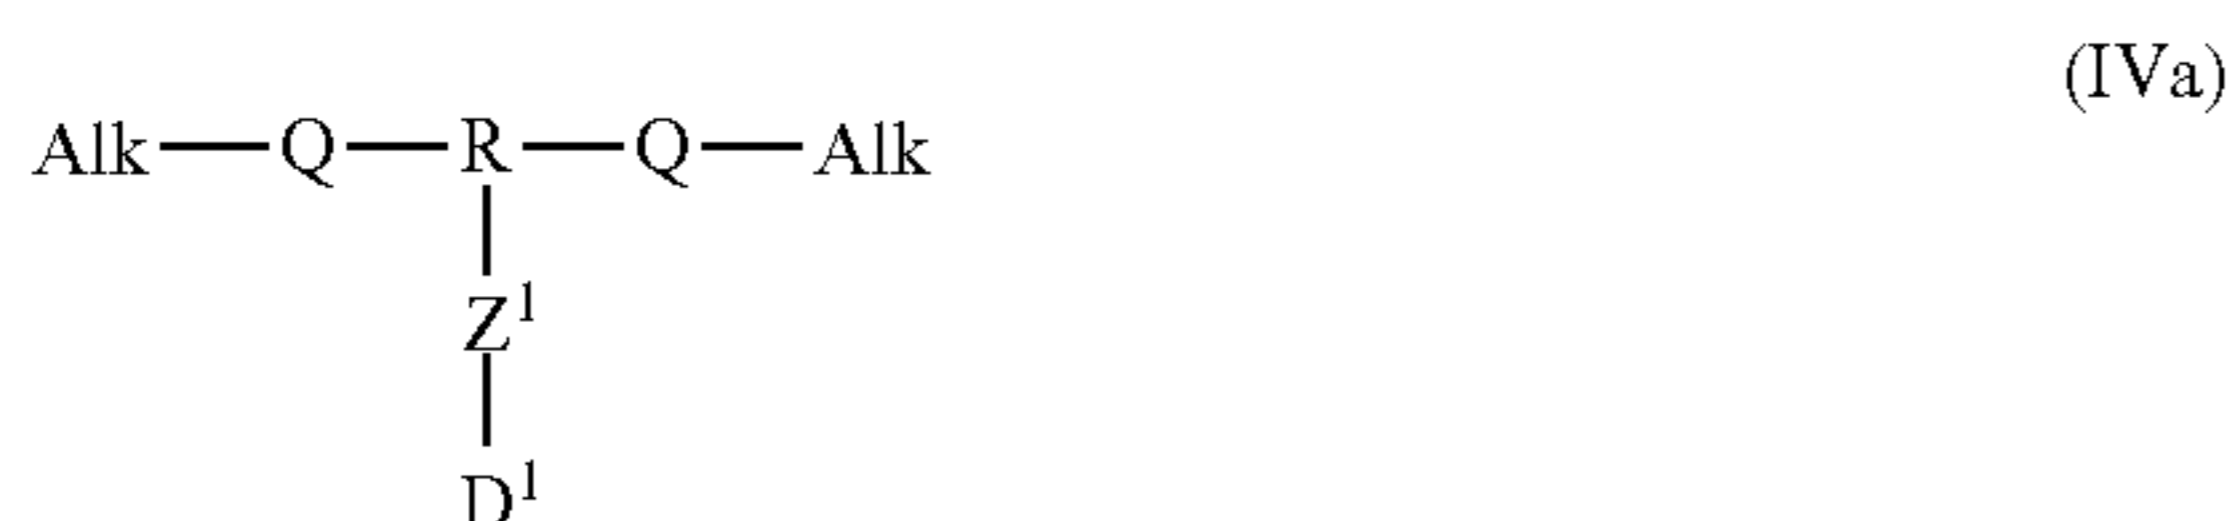 (IVa)
Alk—Q—R—Q—Alk
Z¹
D¹